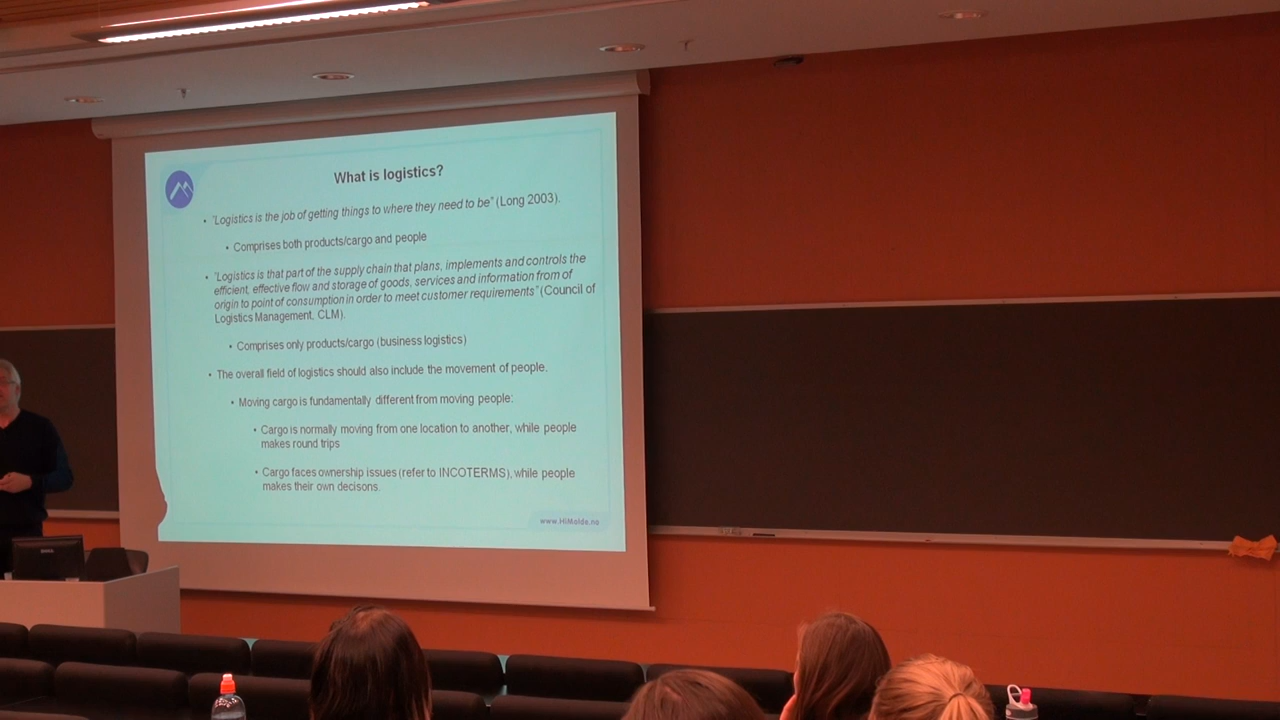 What is logistics?
• "Logistics is the job of getting things to where they need to be" (Long 2003).
• Comprises both products/cargo and people
• "Logistics is that part of the supply chain that plans, implements and controls the
efficient, effective flow and storage of goods, services and information from of
origin to point of consumption in order to meet customer requirements" (Council of
Logistics Management, CLM).
• Comprises only products/cargo (business logistics)
• The overall field of logistics should also include the movement of people.
• Moving cargo is fundamentally different from moving people:
• Cargo is normally moving from one location to another, while people
makes round trips
• Cargo faces ownership issues (refer to INCOTERMS), while people
makes their own decisons.
www.HiMolde.no